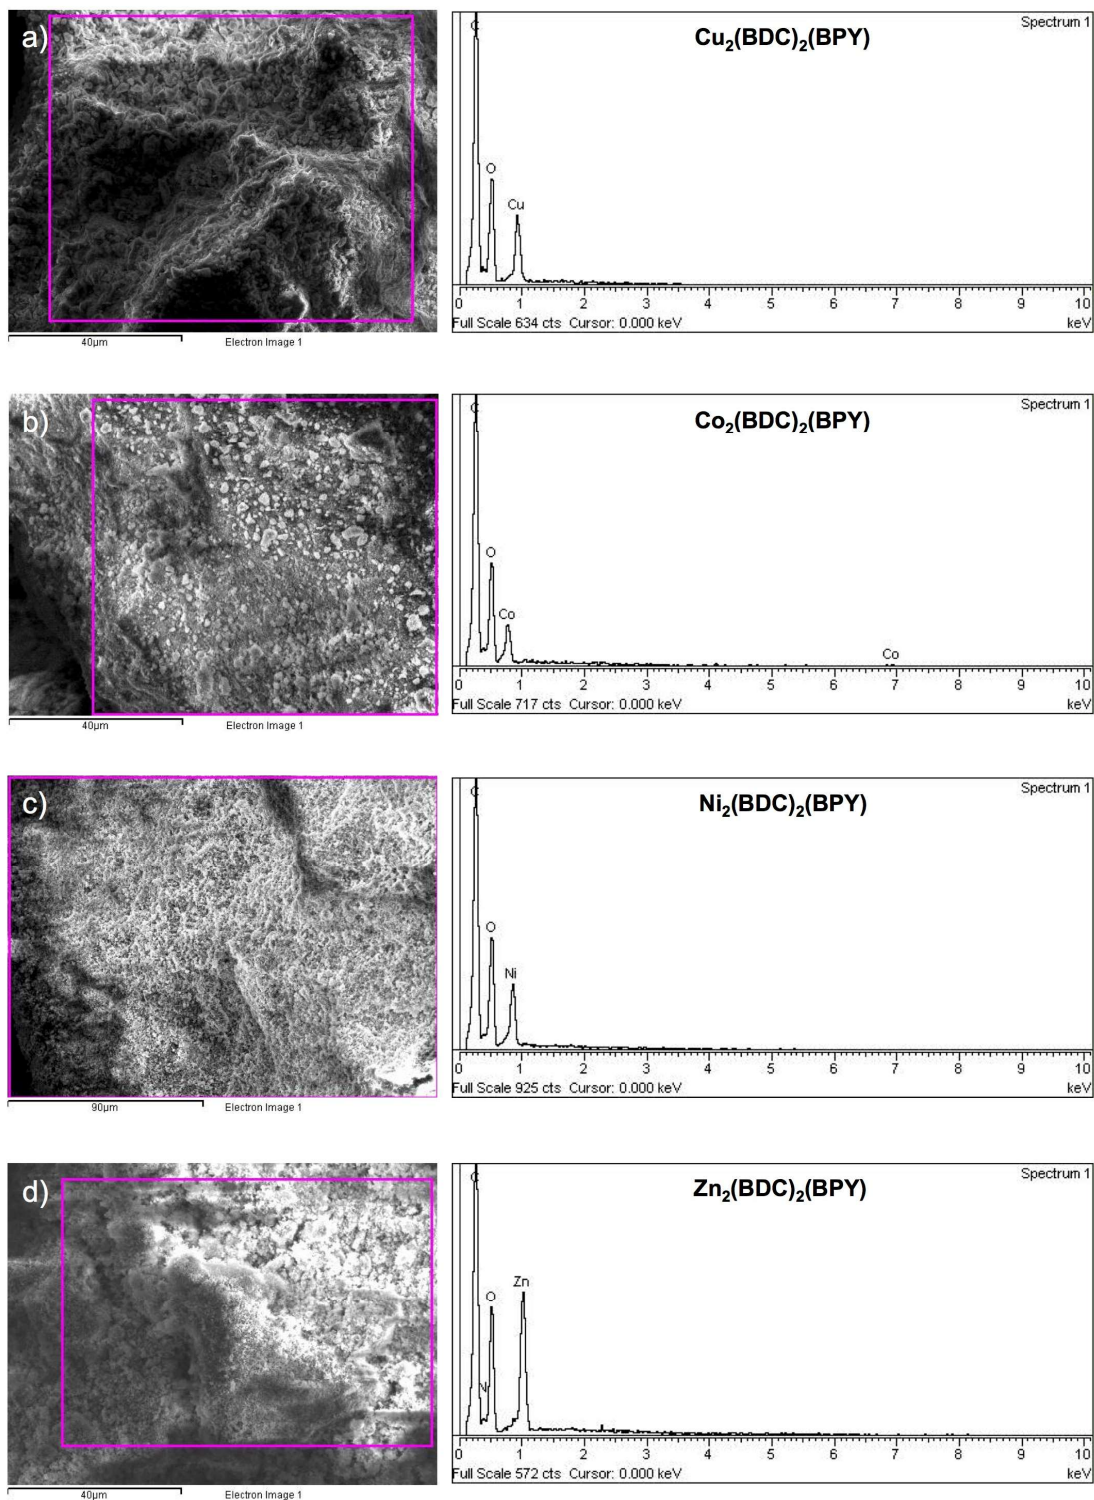 a)
Cu₂(BDC)₂(BPY)
Spectrum 1
C
O
Cu
0 1 2 3 4 5 6 7 8 9 10
Full Scale 634 cts Cursor: 0.000 keV
keV
40µm
Electron Image 1
b)
Co₂(BDC)₂(BPY)
Spectrum 1
C
O
Co
Co
0 1 2 3 4 5 6 7 8 9 10
Full Scale 717 cts Cursor: 0.000 keV
keV
40µm
Electron Image 1
c)
Ni₂(BDC)₂(BPY)
Spectrum 1
C
O
Ni
0 1 2 3 4 5 6 7 8 9 10
Full Scale 925 cts Cursor: 0.000 keV
keV
90µm
Electron Image 1
d)
Zn₂(BDC)₂(BPY)
Spectrum 1
C
Zn
O
N
0 1 2 3 4 5 6 7 8 9 10
Full Scale 572 cts Cursor: 0.000 keV
keV
40µm
Electron Image 1